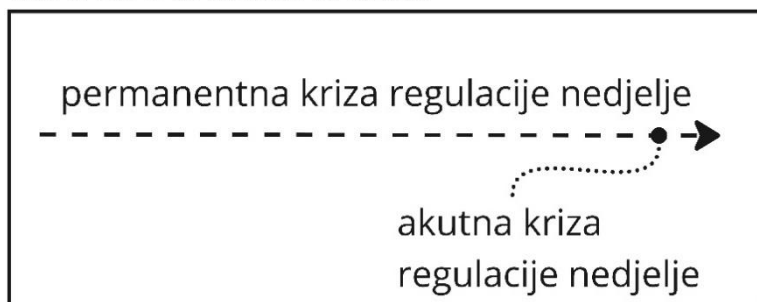 permanentna kriza regulacije nedjelje
akutna kriza
regulacije nedjelje